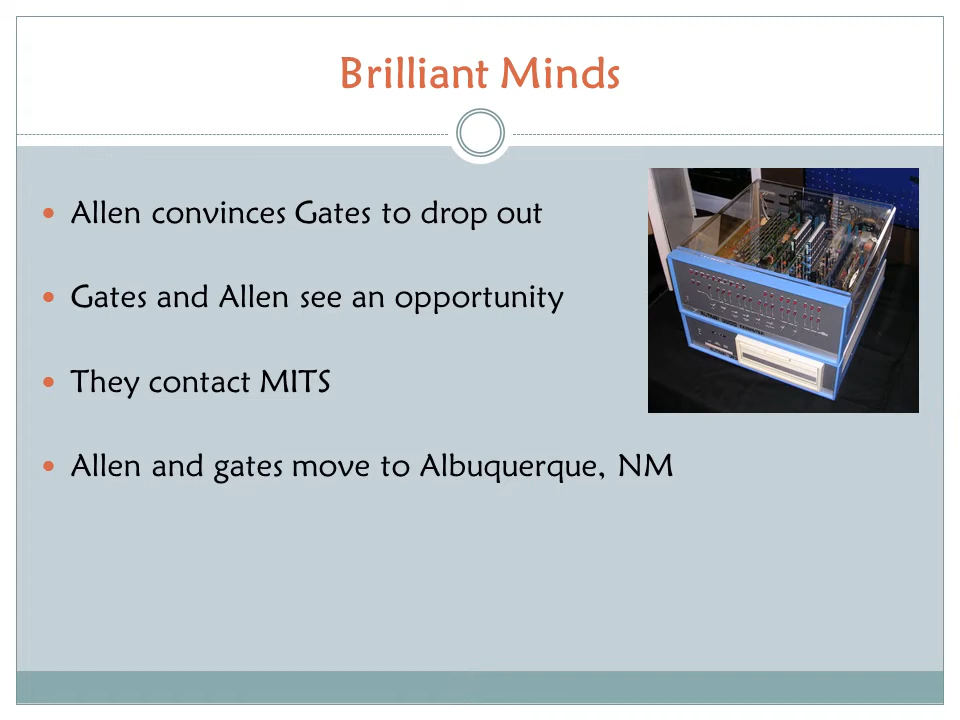 Brilliant Minds
Allen convinces Gates to drop out
Gates and Allen see an opportunity
They contact MITS
Allen and gates move to Albuquerque, NM